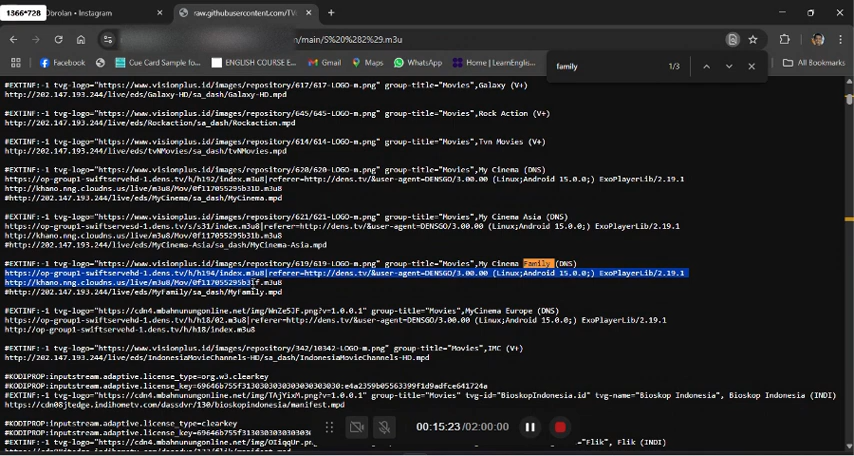 1366*728
Dorolan • Instagram
raw.githubusercontent.com/TV
n/main/S%20%282%29.m3u
Facebook
Cue Card Sample fo...
ENGLISH COURSE E...
Gmail
Maps
WhatsApp
Home | LearnEnglish...
All Bookmarks
family
1/3
#EXTINF:-1 tvg-logo="https://www.visionplus.id/images/repository/617/617-LOGO-m.png" group-title="Movies",Galaxy (V+)
http://202.147.193.244/live/eds/Galaxy-HD/sa_dash/Galaxy-HD.mpd
#EXTINF:-1 tvg-logo="https://www.visionplus.id/images/repository/645/645-LOGO-m.png" group-title="Movies",Rock Action (V+)
http://202.147.193.244/live/eds/Rockaction/sa_dash/Rockaction.mpd
#EXTINF:-1 tvg-logo="https://www.visionplus.id/images/repository/614/614-LOGO-m.png" group-title="Movies",Tvn Movies (V+)
http://202.147.193.244/live/eds/tvNMovies/sa_dash/tvNMovies.mpd
#EXTINF:-1 tvg-logo="https://www.visionplus.id/images/repository/620/620-LOGO-m.png" group-title="Movies",My Cinema (DNS)
https://op-group1-swiftservehd-1.dens.tv/h/h192/index.m3u8|referer=http://dens.tv/&user-agent=DENSGO/3.00.00 (Linux;Android 15.0.0;) ExoPlayerLib/2.19.1
https://khano.nng.cloudns.us/live/m3u8/Mov/0f117055295b31D.m3u8
#http://202.147.193.244/live/eds/MyCinema/sa_dash/MyCinema.mpd
#EXTINF:-1 tvg-logo="https://www.visionplus.id/images/repository/621/621-LOGO-m.png" group-title="Movies",My Cinema Asia (DNS)
https://op-group1-swiftservesd-1.dens.tv/s/s31/index.m3u8|referer=http://dens.tv/&user-agent=DENSGO/3.00.00 (Linux;Android 15.0.0;) ExoPlayerLib/2.19.1
https://khano.nng.cloudns.us/live/m3u8/Mov/0f117055295b31e.m3u8
#http://202.147.193.244/live/eds/MyCinema-Asia/sa_dash/MyCinema-Asia.mpd
#EXTINF:-1 tvg-logo="https://www.visionplus.id/images/repository/619/619-LOGO-m.png" group-title="Movies",My Cinema Family (DNS)
https://op-group1-swiftservehd-1.dens.tv/h/h194/index.m3u8|referer=http://dens.tv/&user-agent=DENSGO/3.00.00 (Linux;Android 15.0.0;) ExoPlayerLib/2.19.1
https://khano.nng.cloudns.us/live/m3u8/Mov/0f117055295b31f.m3u8
#http://202.147.193.244/live/eds/MyFamily/sa_dash/MyFamily.mpd
#EXTINF:-1 tvg-logo="https://cdn4.mbahnunungonline.net/img/WnZe5JF.png?v=1.0.0.1" group-title="Movies",MyCinema Europe (DNS)
https://op-group1-swiftservehd-1.dens.tv/h/h18/02.m3u8|referer=http://dens.tv/&user-agent=DENSGO/3.00.00 (Linux;Android 15.0.0;) ExoPlayerLib/2.19.1
http://op-group1-swiftservehd-1.dens.tv/h/h18/index.m3u8
#EXTINF:-1 tvg-logo="https://www.visionplus.id/images/repository/342/10342-LOGO-m.png" group-title="Movies",IMC (V+)
http://202.147.193.244/live/eds/IndonesiaMovieChannels-HD/sa_dash/IndonesiaMovieChannels-HD.mpd
#KODIPROP:inputstream.adaptive.license_type=org.w3.clearkey
#EXTINF:-1 tvg-logo="https://cdn4.mbahnunungonline.net/img/TAjYixM.png?v=1.0.0.1" group-title="Movies" tvg-id="BioskopIndonesia.id" tvg-name="Bioskop Indonesia", Bioskop Indonesia (INDI)
https://cdn08jtedge.indihometv.com/dassdvr/130/bioskopindonesia/manifest.mpd
#KODIPROP:inputstream.adaptive.license_type=clearkey
00:15:23/02:00:00
="Flik", Flik (INDI)